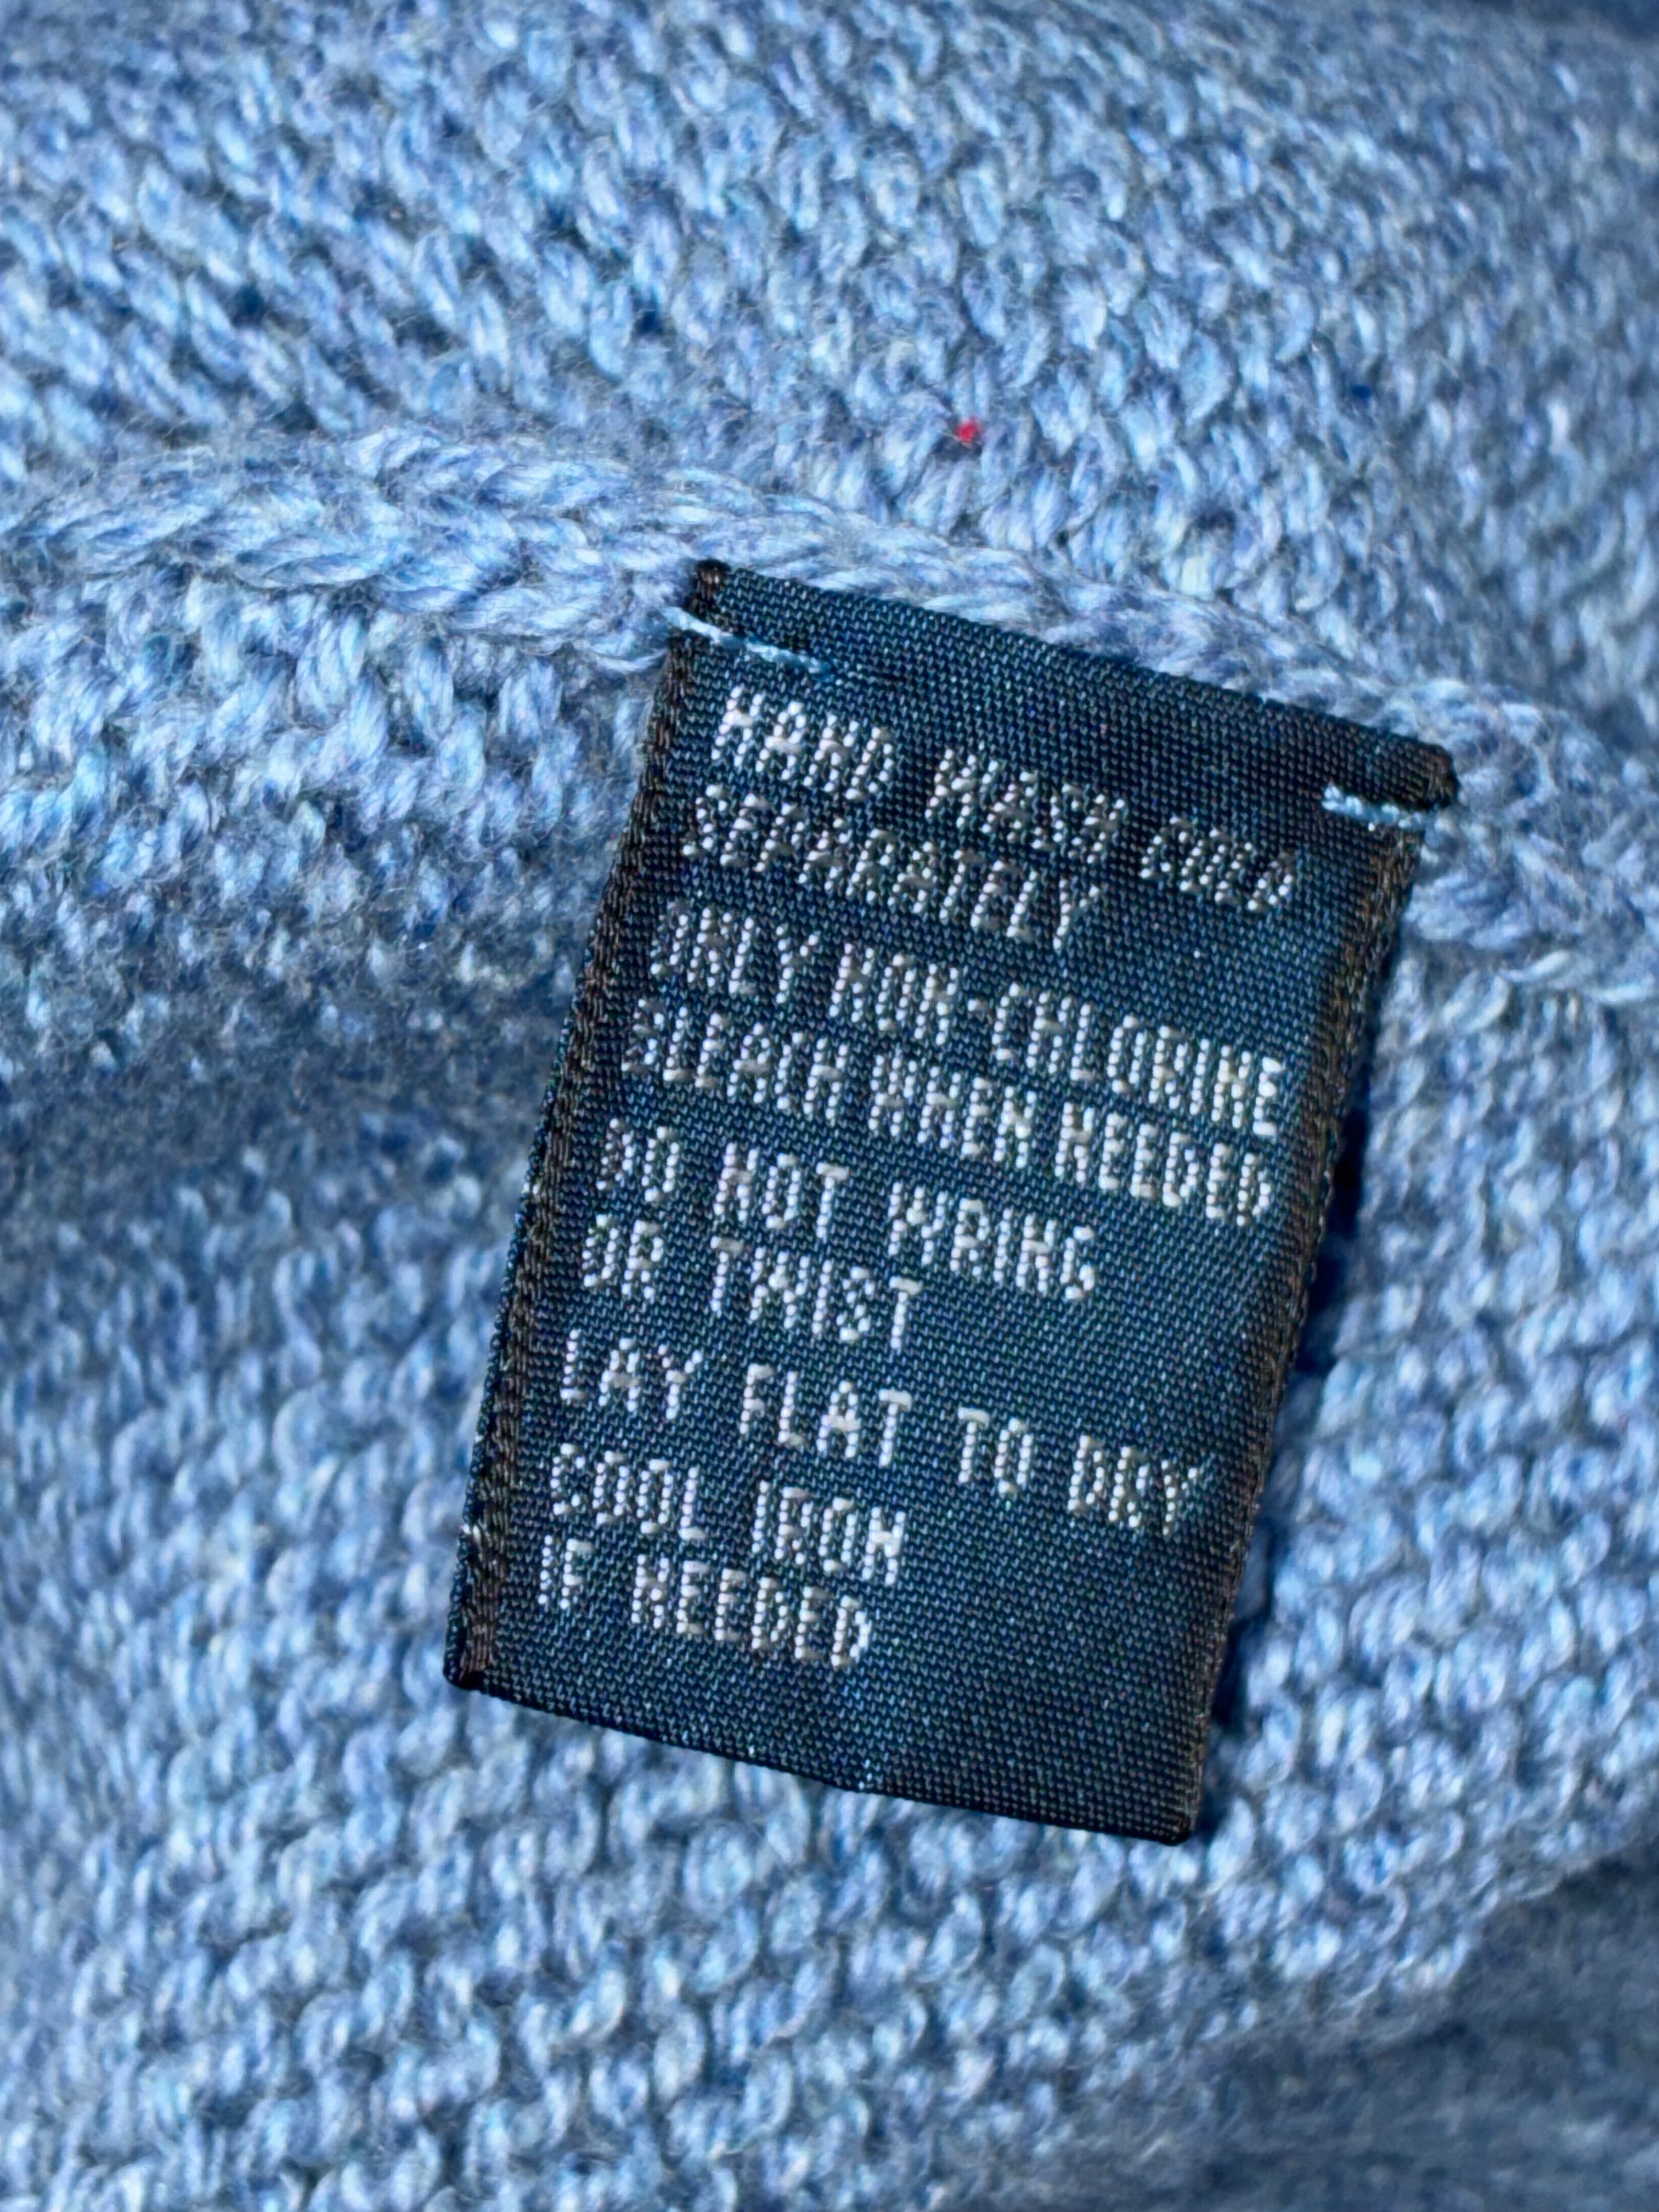 HAND WASH COLD
SEPARATELY
ONLY NON-CHLORINE
BLEACH WHEN NEEDED
DO NOT WRING
OR TWIST
LAY FLAT TO DRY
COOL IRON
IF NEEDED